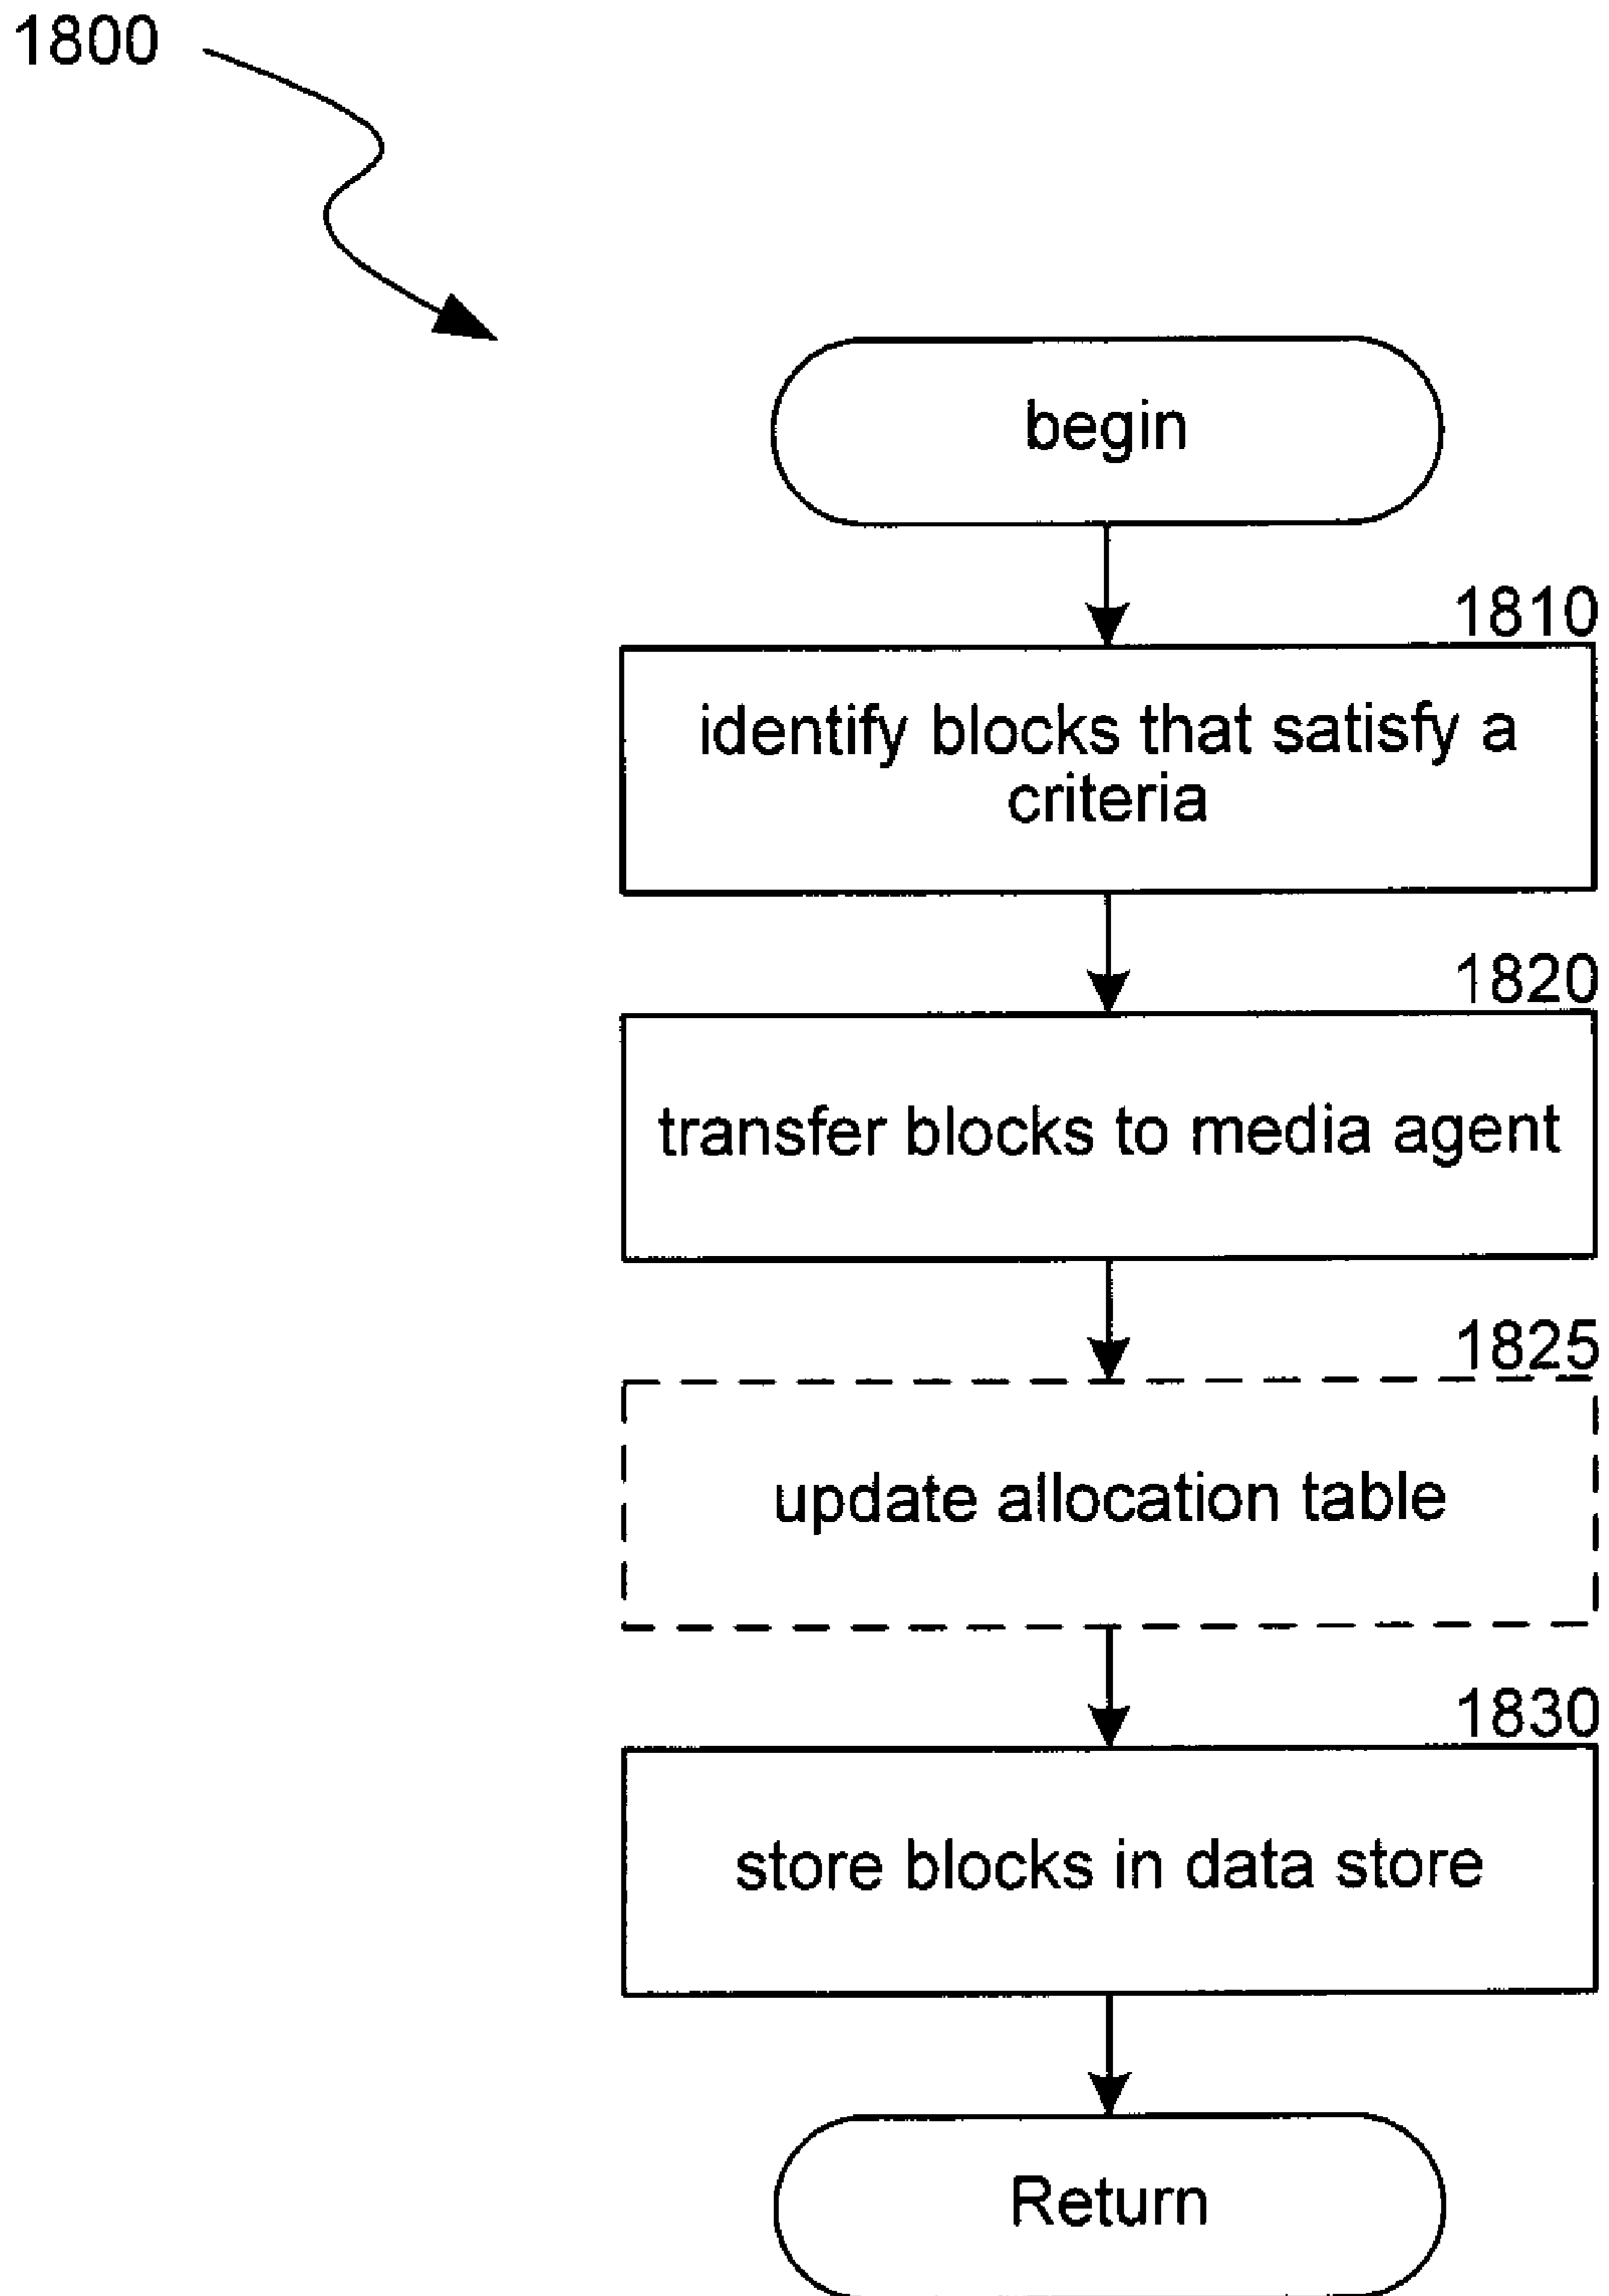 1800
begin
1810
identify blocks that satisfy a
criteria
1820
transfer blocks to media agent
1825
update allocation table
1830
store blocks in data store
Return